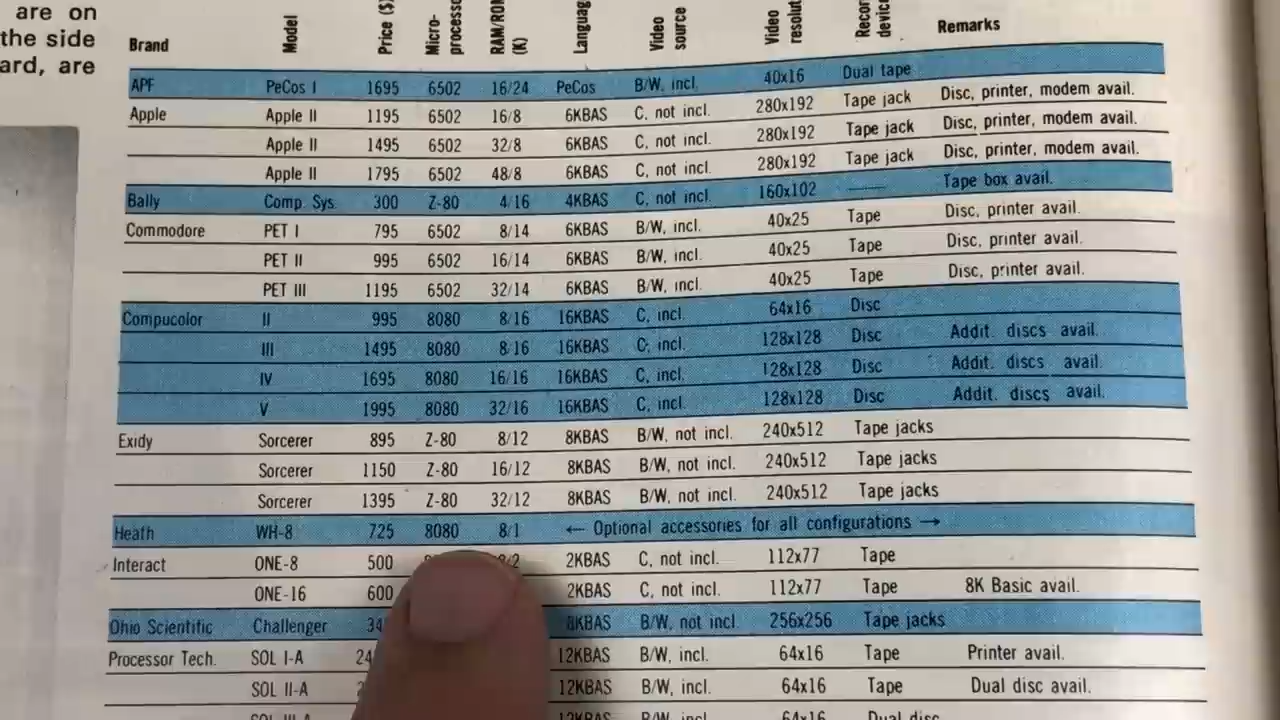 are on
the side
ard, are
Brand Model Price ($) RAM/ROM (K) Video source Video Remarks
APF PeCos I 1695 6502 16/24 PeCos B/W, incl. 40x16 Dual tape
Apple Apple II 1195 6502 16/8 6KBAS C, not incl. 280x192 Tape jack Disc, printer, modem avail.
Apple II 1495 6502 32/8 6KBAS C, not incl. 280x192 Tape jack Disc, printer, modem avail.
Apple II 1795 6502 48/8 6KBAS C, not incl. 280x192 Tape jack Disc, printer, modem avail.
Bally Comp. Sys. 300 Z-80 4/16 4KBAS C, not incl. 160x102 —— Tape box avail.
Commodore PET I 795 6502 8/14 6KBAS B/W, incl. 40x25 Tape Disc, printer avail.
PET II 995 6502 16/14 6KBAS B/W, incl. 40x25 Tape Disc, printer avail.
PET III 1195 6502 32/14 6KBAS B/W, incl. 40x25 Tape Disc, printer avail.
Compucolor II 995 8080 8/16 16KBAS C, incl. 64x16 Disc
III 1495 8080 8/16 16KBAS C, incl. 128x128 Disc Addit. discs avail.
IV 1695 8080 16/16 16KBAS C, incl. 128x128 Disc Addit. discs avail.
V 1995 8080 32/16 16KBAS C, incl. 128x128 Disc Addit. discs avail.
Exidy Sorcerer 895 Z-80 8/12 8KBAS B/W, not incl. 240x512 Tape jacks
Sorcerer 1150 Z-80 16/12 8KBAS B/W, not incl. 240x512 Tape jacks
Sorcerer 1395 Z-80 32/12 8KBAS B/W, not incl. 240x512 Tape jacks
Heath WH-8 725 8080 8/1 ← Optional accessories for all configurations →
Interact ONE-8 500 2KBAS C, not incl. 112x77 Tape
ONE-16 600 2KBAS C, not incl. 112x77 Tape 8K Basic avail.
Ohio Scientific Challenger 8KBAS B/W, not incl. 256x256 Tape jacks
Processor Tech. SOL I-A 12KBAS B/W, incl. 64x16 Tape Printer avail.
SOL II-A 12KBAS B/W, incl. 64x16 Tape Dual disc avail.
SOL III-A 12KBAS B/W, incl. 64x16 Dual disc